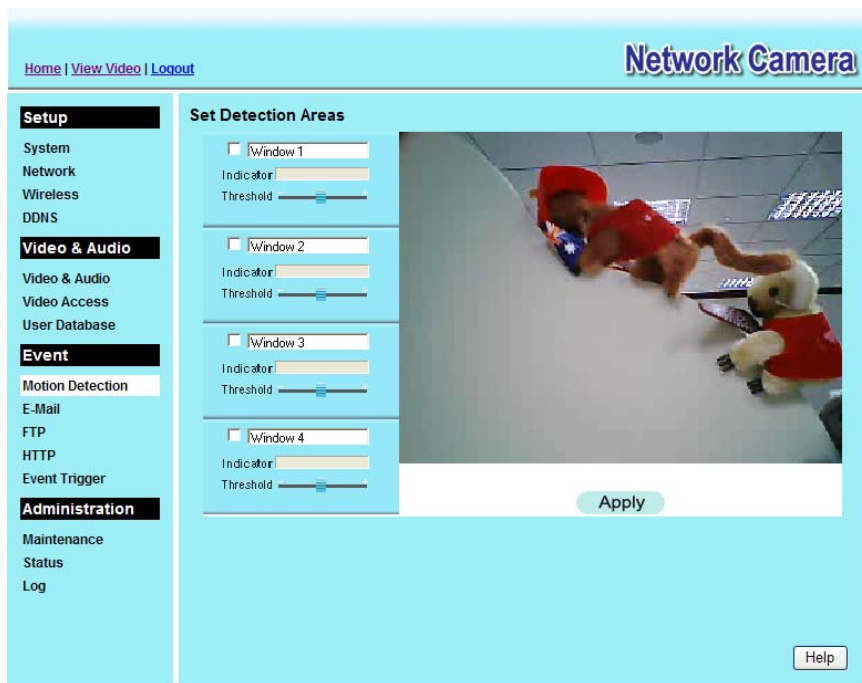 Home | View Video | Logout
Network Camera
Setup
System
Network
Wireless
DDNS
Video & Audio
Video & Audio
Video Access
User Database
Event
Motion Detection
E-Mail
FTP
HTTP
Event Trigger
Administration
Maintenance
Status
Log
Set Detection Areas
Window 1
Indicator
Threshold
Window 2
Indicator
Threshold
Window 3
Indicator
Threshold
Window 4
Indicator
Threshold
Apply
Help